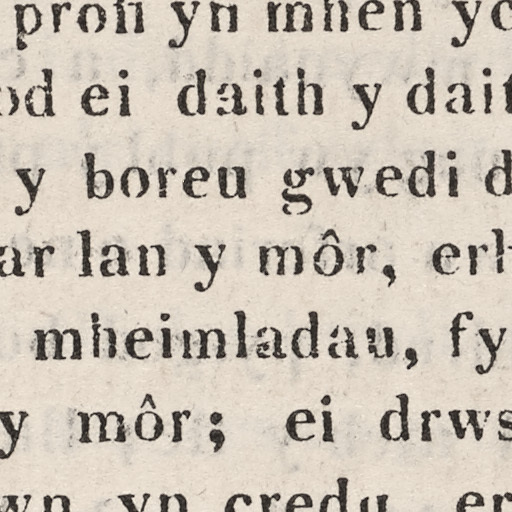 profi yn mhen yc
od ei daith y dait
y boreu gwedi d
ar lan y môr, erh
mheimladau, fy
y môr; ei drws
wn yn credu er